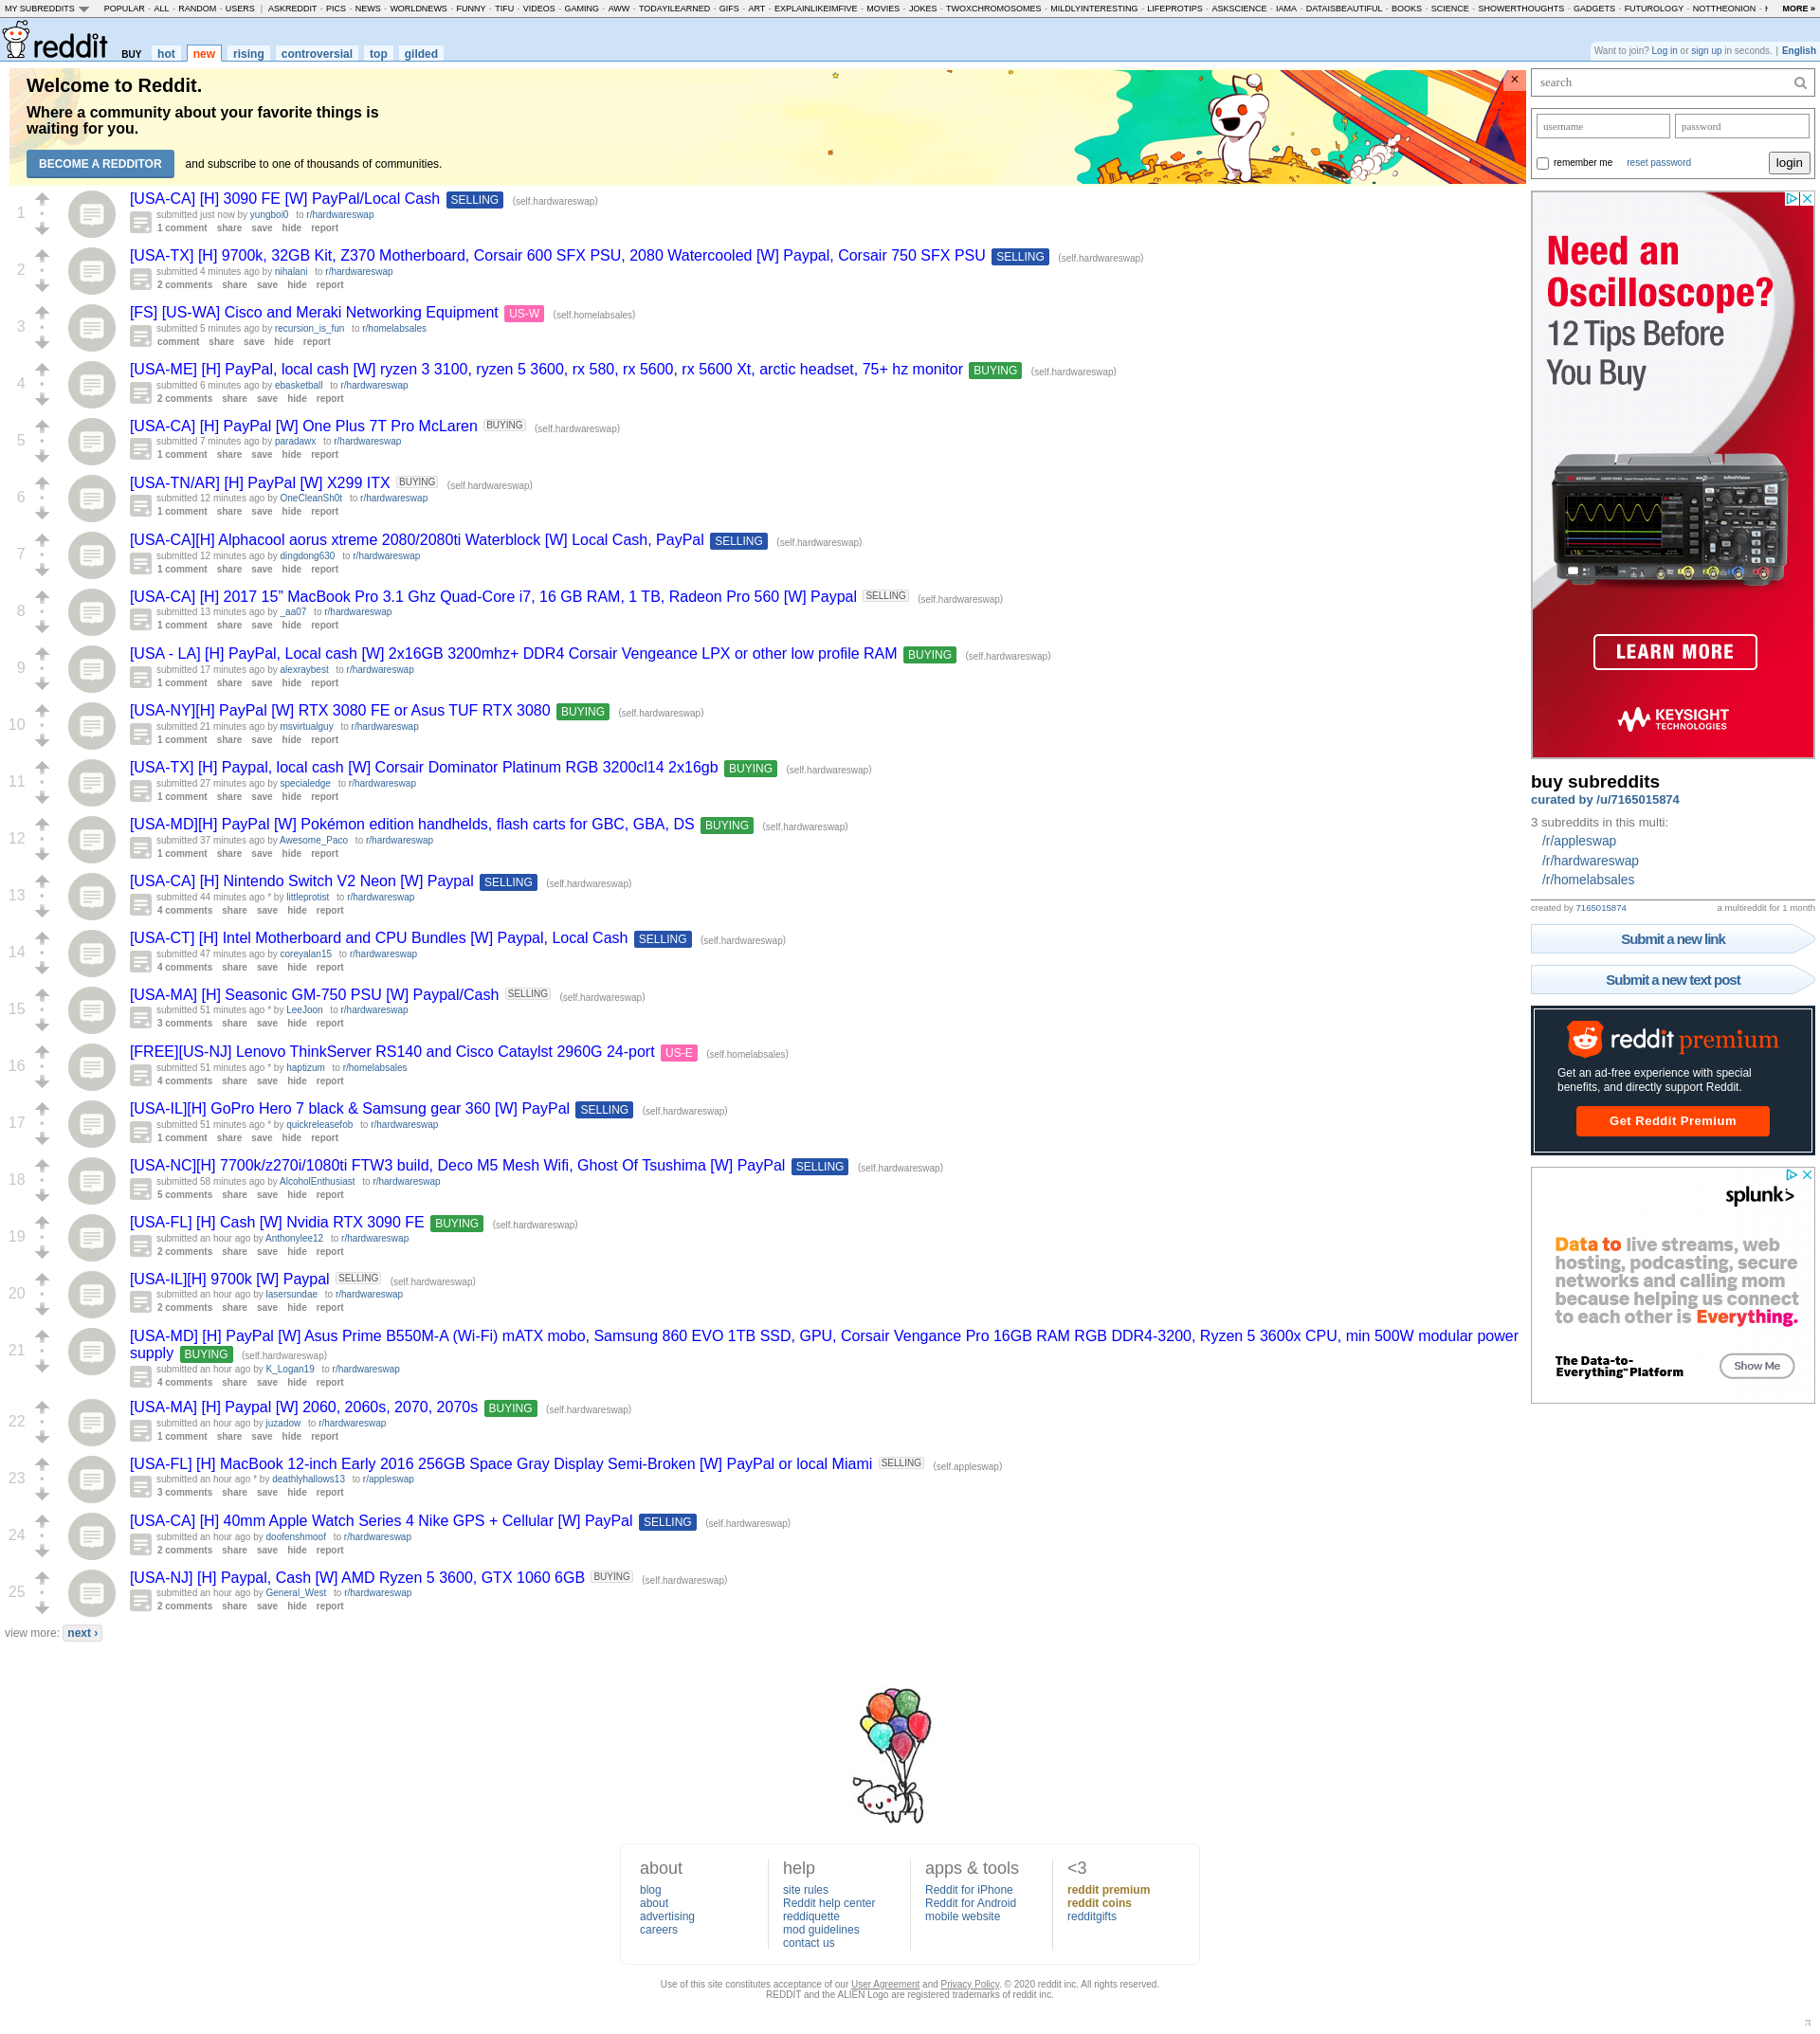 MY SUBREDDITS POPULAR - ALL - RANDOM - USERS | ASKREDDIT - PICS - NEWS - WORLDNEWS - FUNNY - TIFU - VIDEOS - GAMING - AWW - TODAYILEARNED - GIFS - ART - EXPLAINLIKEIMFIVE - MOVIES - JOKES - TWOXCHROMOSOMES - MILDLYINTERESTING - LIFEPROTIPS - ASKSCIENCE - IAMA - DATAISBEAUTIFUL - BOOKS - SCIENCE - SHOWERTHOUGHTS - GADGETS - FUTUROLOGY - NOTTHEONION - MORE »
reddit BUY hot new rising controversial top gilded
Want to join? Log in or sign up in seconds. | English
Welcome to Reddit.
Where a community about your favorite things is
waiting for you.
BECOME A REDDITOR and subscribe to one of thousands of communities.
1
[USA-CA] [H] 3090 FE [W] PayPal/Local Cash SELLING (self.hardwareswap)
submitted just now by yungboi0 to r/hardwareswap
1 comment share save hide report
2
[USA-TX] [H] 9700k, 32GB Kit, Z370 Motherboard, Corsair 600 SFX PSU, 2080 Watercooled [W] Paypal, Corsair 750 SFX PSU SELLING (self.hardwareswap)
submitted 4 minutes ago by nihalani to r/hardwareswap
2 comments share save hide report
3
[FS] [US-WA] Cisco and Meraki Networking Equipment US-W (self.homelabsales)
submitted 5 minutes ago by recursion_is_fun to r/homelabsales
comment share save hide report
4
[USA-ME] [H] PayPal, local cash [W] ryzen 3 3100, ryzen 5 3600, rx 580, rx 5600, rx 5600 Xt, arctic headset, 75+ hz monitor BUYING (self.hardwareswap)
submitted 6 minutes ago by ebasketball to r/hardwareswap
2 comments share save hide report
5
[USA-CA] [H] PayPal [W] One Plus 7T Pro McLaren BUYING (self.hardwareswap)
submitted 7 minutes ago by paradawx to r/hardwareswap
1 comment share save hide report
6
[USA-TN/AR] [H] PayPal [W] X299 ITX BUYING (self.hardwareswap)
submitted 12 minutes ago by OneCleanSh0t to r/hardwareswap
1 comment share save hide report
7
[USA-CA][H] Alphacool aorus xtreme 2080/2080ti Waterblock [W] Local Cash, PayPal SELLING (self.hardwareswap)
submitted 12 minutes ago by dingdong630 to r/hardwareswap
1 comment share save hide report
8
[USA-CA] [H] 2017 15” MacBook Pro 3.1 Ghz Quad-Core i7, 16 GB RAM, 1 TB, Radeon Pro 560 [W] Paypal SELLING (self.hardwareswap)
submitted 13 minutes ago by _aa07 to r/hardwareswap
1 comment share save hide report
9
[USA - LA] [H] PayPal, Local cash [W] 2x16GB 3200mhz+ DDR4 Corsair Vengeance LPX or other low profile RAM BUYING (self.hardwareswap)
submitted 17 minutes ago by alexraybest to r/hardwareswap
1 comment share save hide report
10
[USA-NY][H] PayPal [W] RTX 3080 FE or Asus TUF RTX 3080 BUYING (self.hardwareswap)
submitted 21 minutes ago by msvirtualguy to r/hardwareswap
1 comment share save hide report
11
[USA-TX] [H] Paypal, local cash [W] Corsair Dominator Platinum RGB 3200cl14 2x16gb BUYING (self.hardwareswap)
submitted 27 minutes ago by specialedge to r/hardwareswap
1 comment share save hide report
12
[USA-MD][H] PayPal [W] Pokémon edition handhelds, flash carts for GBC, GBA, DS BUYING (self.hardwareswap)
submitted 37 minutes ago by Awesome_Paco to r/hardwareswap
1 comment share save hide report
13
[USA-CA] [H] Nintendo Switch V2 Neon [W] Paypal SELLING (self.hardwareswap)
submitted 44 minutes ago * by littleprotist to r/hardwareswap
4 comments share save hide report
14
[USA-CT] [H] Intel Motherboard and CPU Bundles [W] Paypal, Local Cash SELLING (self.hardwareswap)
submitted 47 minutes ago by coreyalan15 to r/hardwareswap
4 comments share save hide report
15
[USA-MA] [H] Seasonic GM-750 PSU [W] Paypal/Cash SELLING (self.hardwareswap)
submitted 51 minutes ago * by LeeJoon to r/hardwareswap
3 comments share save hide report
16
[FREE][US-NJ] Lenovo ThinkServer RS140 and Cisco Cataylst 2960G 24-port US-E (self.homelabsales)
submitted 51 minutes ago * by haptizum to r/homelabsales
4 comments share save hide report
17
[USA-IL][H] GoPro Hero 7 black & Samsung gear 360 [W] PayPal SELLING (self.hardwareswap)
submitted 51 minutes ago * by quickreleasefob to r/hardwareswap
1 comment share save hide report
18
[USA-NC][H] 7700k/z270i/1080ti FTW3 build, Deco M5 Mesh Wifi, Ghost Of Tsushima [W] PayPal SELLING (self.hardwareswap)
submitted 58 minutes ago by AlcoholEnthusiast to r/hardwareswap
5 comments share save hide report
19
[USA-FL] [H] Cash [W] Nvidia RTX 3090 FE BUYING (self.hardwareswap)
submitted an hour ago by Anthonylee12 to r/hardwareswap
2 comments share save hide report
20
[USA-IL][H] 9700k [W] Paypal SELLING (self.hardwareswap)
submitted an hour ago by lasersundae to r/hardwareswap
2 comments share save hide report
21
[USA-MD] [H] PayPal [W] Asus Prime B550M-A (Wi-Fi) mATX mobo, Samsung 860 EVO 1TB SSD, GPU, Corsair Vengance Pro 16GB RAM RGB DDR4-3200, Ryzen 5 3600x CPU, min 500W modular power
supply BUYING (self.hardwareswap)
submitted an hour ago by K_Logan19 to r/hardwareswap
4 comments share save hide report
22
[USA-MA] [H] Paypal [W] 2060, 2060s, 2070, 2070s BUYING (self.hardwareswap)
submitted an hour ago by juzadow to r/hardwareswap
1 comment share save hide report
23
[USA-FL] [H] MacBook 12-inch Early 2016 256GB Space Gray Display Semi-Broken [W] PayPal or local Miami SELLING (self.appleswap)
submitted an hour ago * by deathlyhallows13 to r/appleswap
3 comments share save hide report
24
[USA-CA] [H] 40mm Apple Watch Series 4 Nike GPS + Cellular [W] PayPal SELLING (self.hardwareswap)
submitted an hour ago by doofenshmoof to r/hardwareswap
2 comments share save hide report
25
[USA-NJ] [H] Paypal, Cash [W] AMD Ryzen 5 3600, GTX 1060 6GB BUYING (self.hardwareswap)
submitted an hour ago by General_West to r/hardwareswap
2 comments share save hide report
view more: next ›
search
username password
remember me reset password login
Need an
Oscilloscope?
12 Tips Before
You Buy
KEYSIGHT
LEARN MORE
KEYSIGHT
TECHNOLOGIES
buy subreddits
curated by /u/7165015874
3 subreddits in this multi:
/r/appleswap
/r/hardwareswap
/r/homelabsales
created by 7165015874 a multireddit for 1 month
Submit a new link
Submit a new text post
reddit premium
Get an ad-free experience with special
benefits, and directly support Reddit.
Get Reddit Premium
splunk>
Data to live streams, web
hosting, podcasting, secure
networks and calling mom
because helping us connect
to each other is Everything.
The Data-to-
Everything™Platform
Show Me
about
blog
about
advertising
careers
help
site rules
Reddit help center
reddiquette
mod guidelines
contact us
apps & tools
Reddit for iPhone
Reddit for Android
mobile website
<3
reddit premium
reddit coins
redditgifts
Use of this site constitutes acceptance of our User Agreement and Privacy Policy. © 2020 reddit inc. All rights reserved.
REDDIT and the ALIEN Logo are registered trademarks of reddit inc.
π